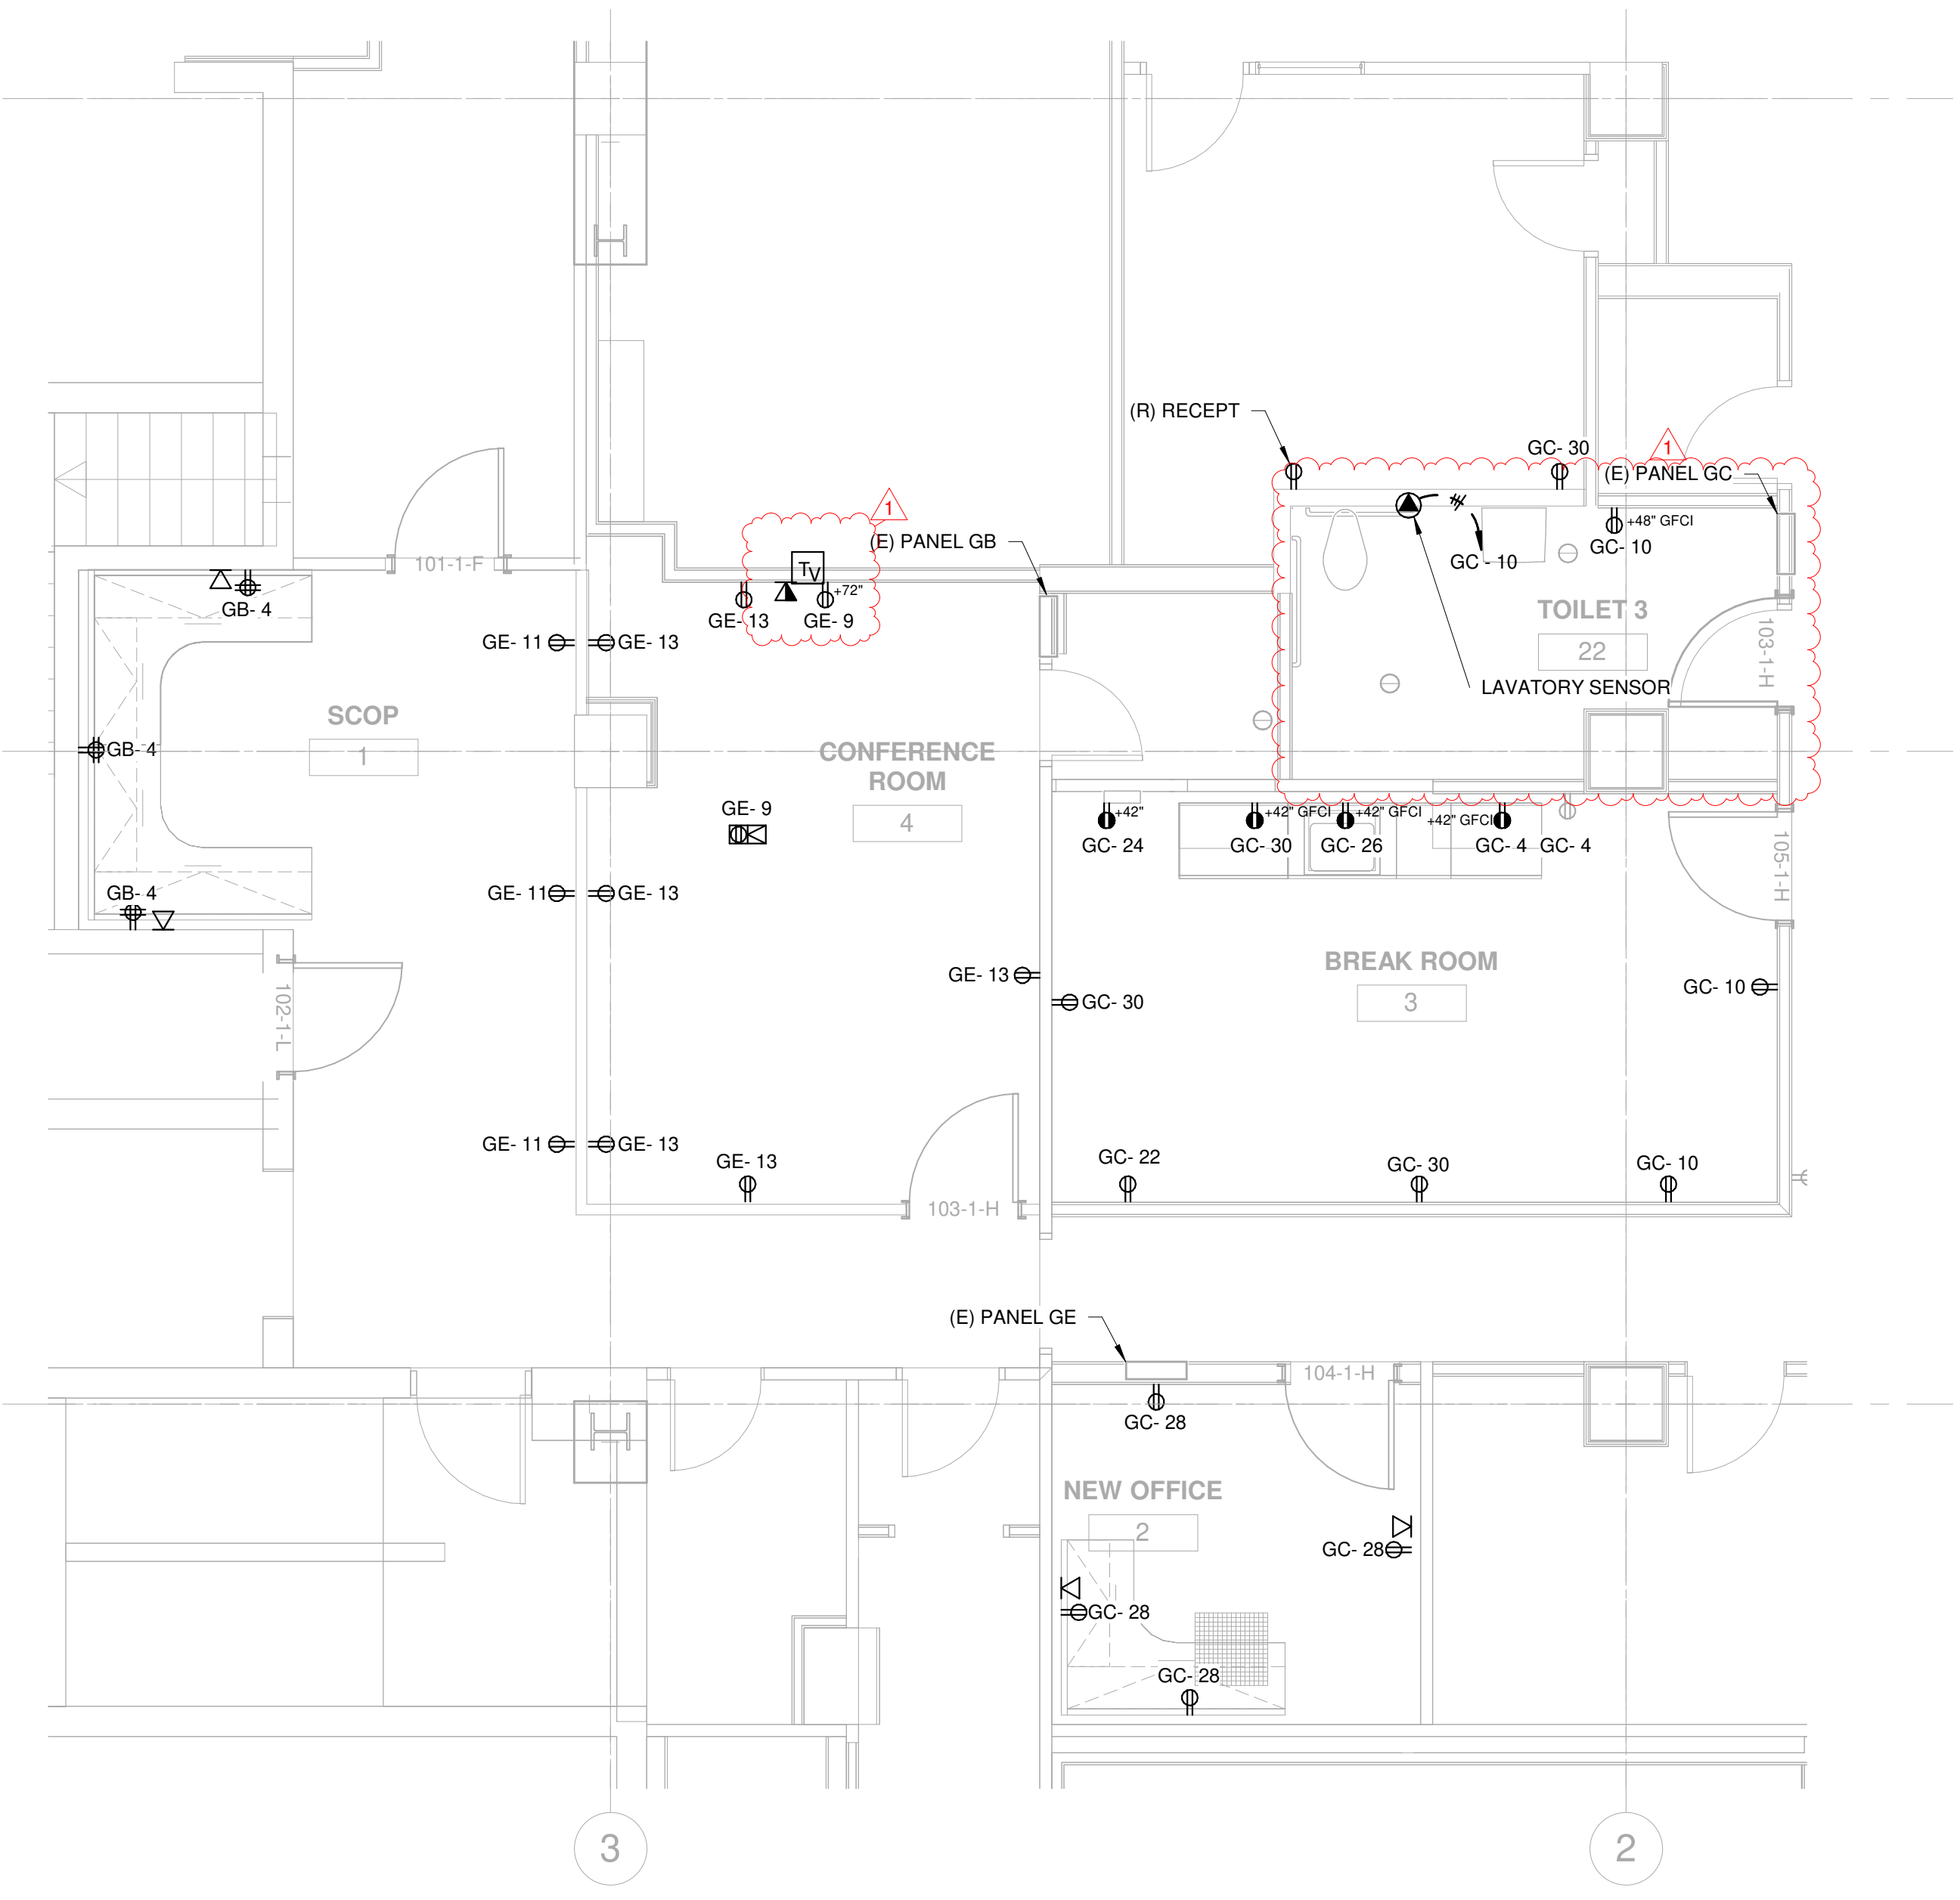 (R) RECEPT
GC- 30
1
(E) PANEL GC
1
+48" GFCI
GC- 10
GC - 10
(E) PANEL GB
101-1-F
TV
+72"
GE- 13
GE- 9
GB- 4
TOILET 3
22
103-1-H
LAVATORY SENSOR
GE- 11
GE- 13
SCOP
1
GB- 4
CONFERENCE
ROOM
4
GE- 9
+42"
GC- 24
+42" GFCI
GC- 30
+42" GFCI
GC- 26
+42" GFCI
GC- 4
GC- 4
105-1-H
GB- 4
GE- 11
GE- 13
BREAK ROOM
3
GE- 13
GC- 30
GC- 10
102-1-L
GE- 11
GE- 13
GE- 13
GC- 22
GC- 30
GC- 10
103-1-H
(E) PANEL GE
104-1-H
GC- 28
NEW OFFICE
2
GC- 28
GC- 28
GC- 28
3
2